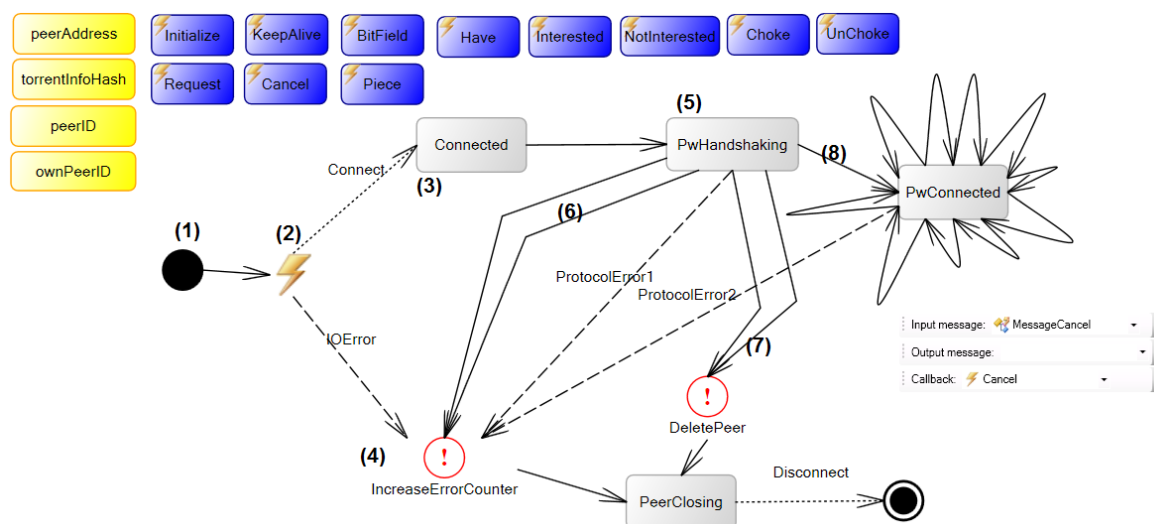 peerAddress
Initialize
KeepAlive
BitField
Have
Interested
NotInterested
Choke
UnChoke
torrentInfoHash
Request
Cancel
Piece
peerID
ownPeerID
(5)
Connected
PwHandshaking
(8)
Connect
(3)
PwConnected
(6)
(1)
(2)
ProtocolError1
ProtocolError2
IOError
(7)
Input message: MessageCancel
Output message:
Callback: Cancel
!
DeletePeer
(4)
!
IncreaseErrorCounter
Disconnect
PeerClosing